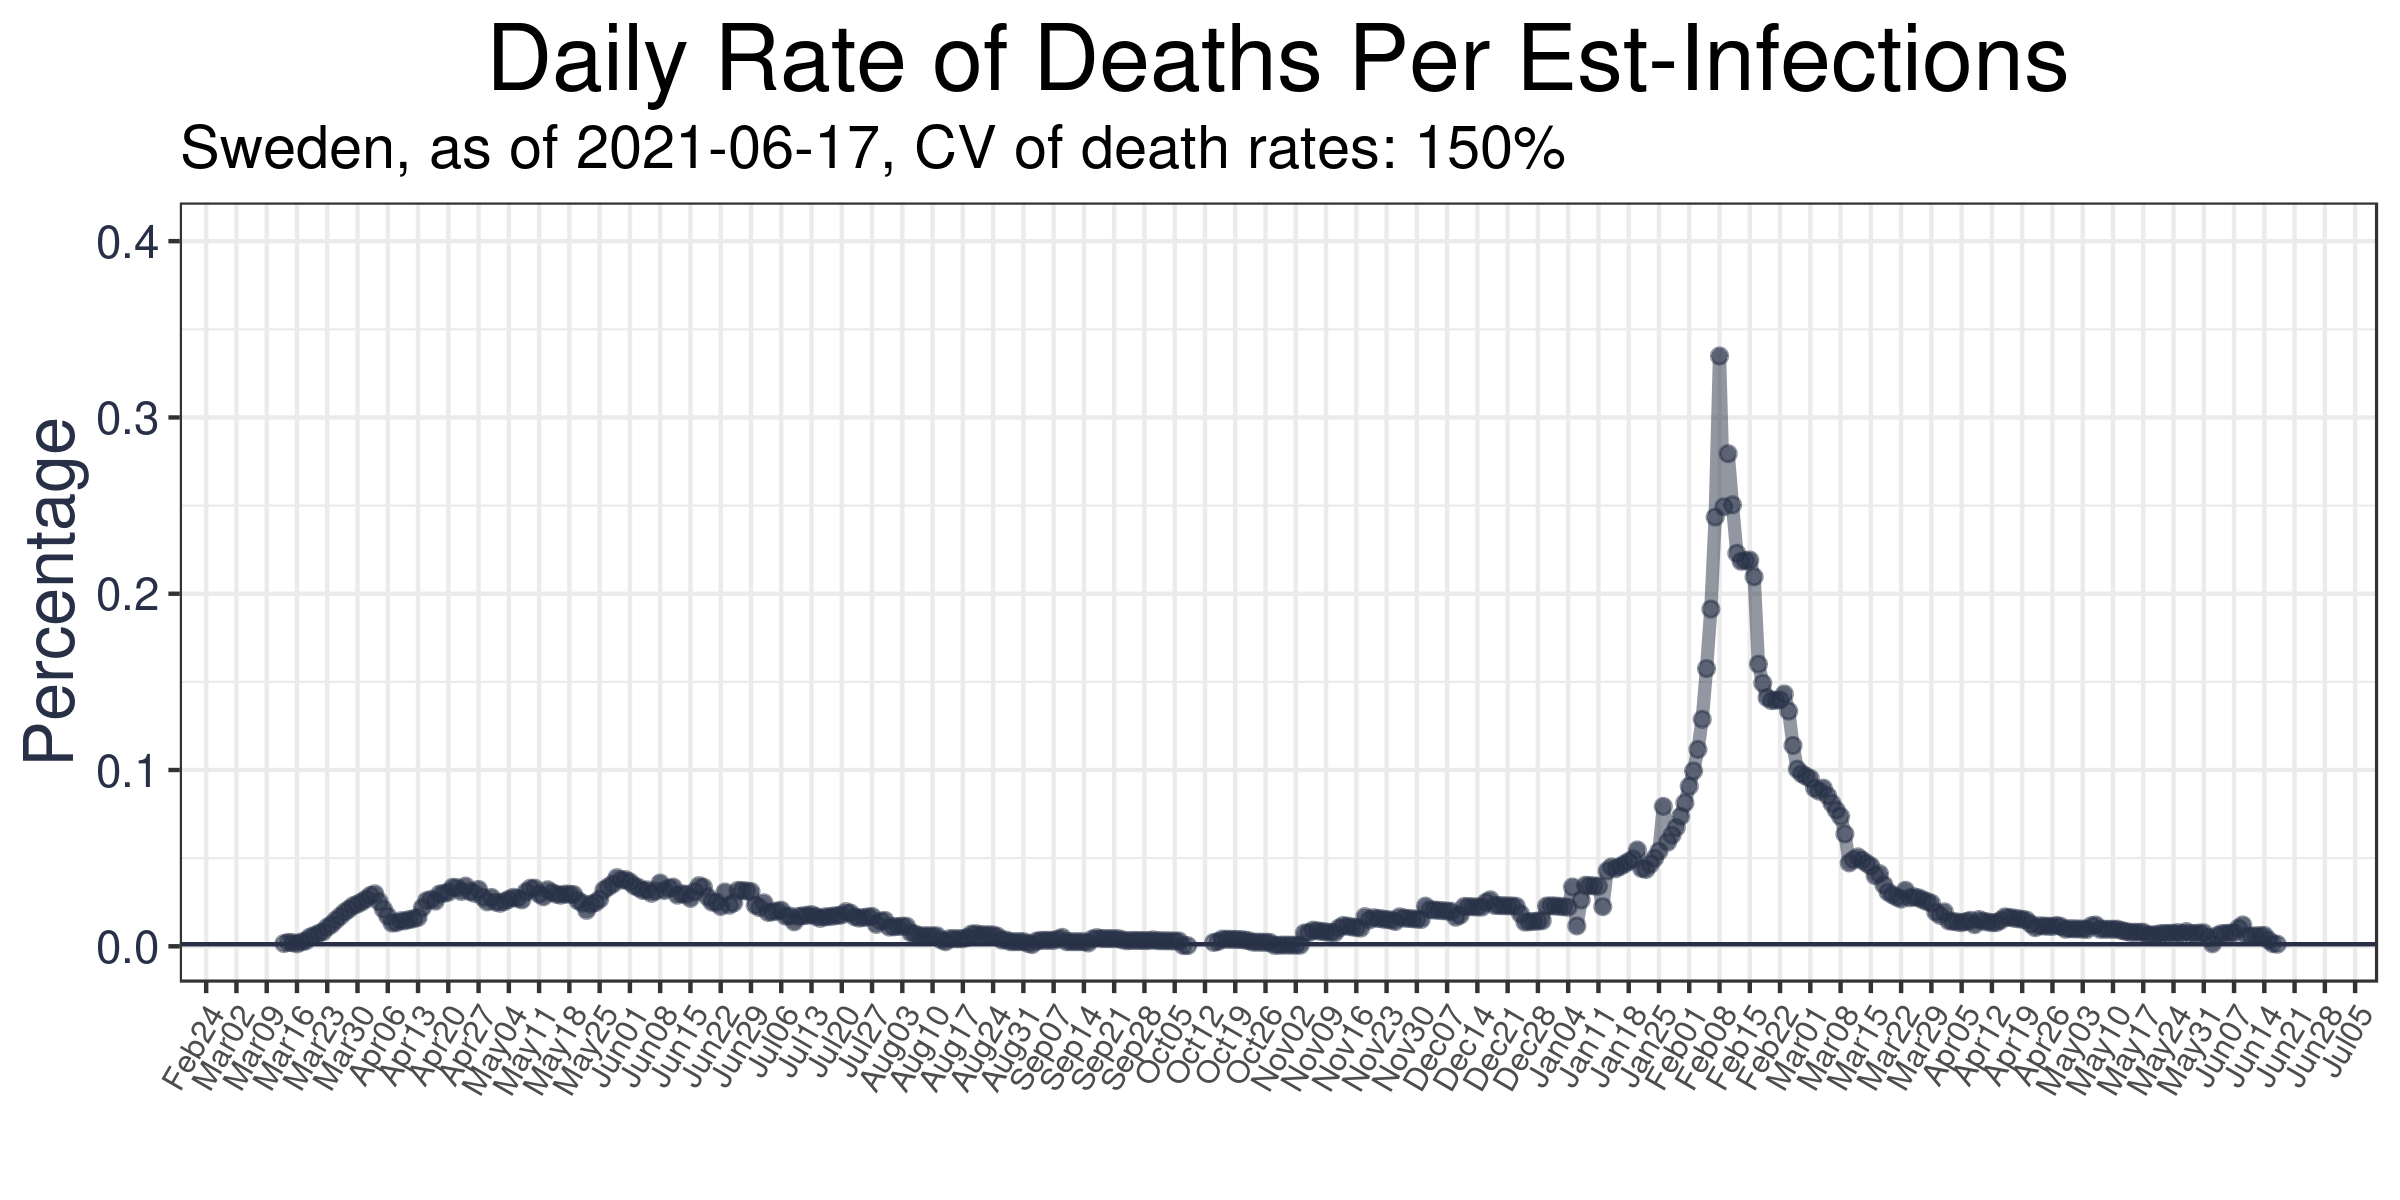 Daily Rate of Deaths Per Est-Infections
Sweden, as of 2021-06-17, CV of death rates: 150%
Percentage
0.4
0.3
0.2
0.1
0.0
Feb24
Mar02
Mar09
Mar16
Mar23
Mar30
Apr06
Apr13
Apr20
Apr27
May04
May11
May18
May25
Jun01
Jun08
Jun15
Jun22
Jun29
Jul06
Jul13
Jul20
Jul27
Aug03
Aug10
Aug17
Aug24
Aug31
Sep07
Sep14
Sep21
Sep28
Oct05
Oct12
Oct19
Oct26
Nov02
Nov09
Nov16
Nov23
Nov30
Dec07
Dec14
Dec21
Dec28
Jan04
Jan11
Jan18
Jan25
Feb01
Feb08
Feb15
Feb22
Mar01
Mar08
Mar15
Mar22
Mar29
Apr05
Apr12
Apr19
Apr26
May03
May10
May17
May24
May31
Jun07
Jun14
Jun21
Jun28
Jul05